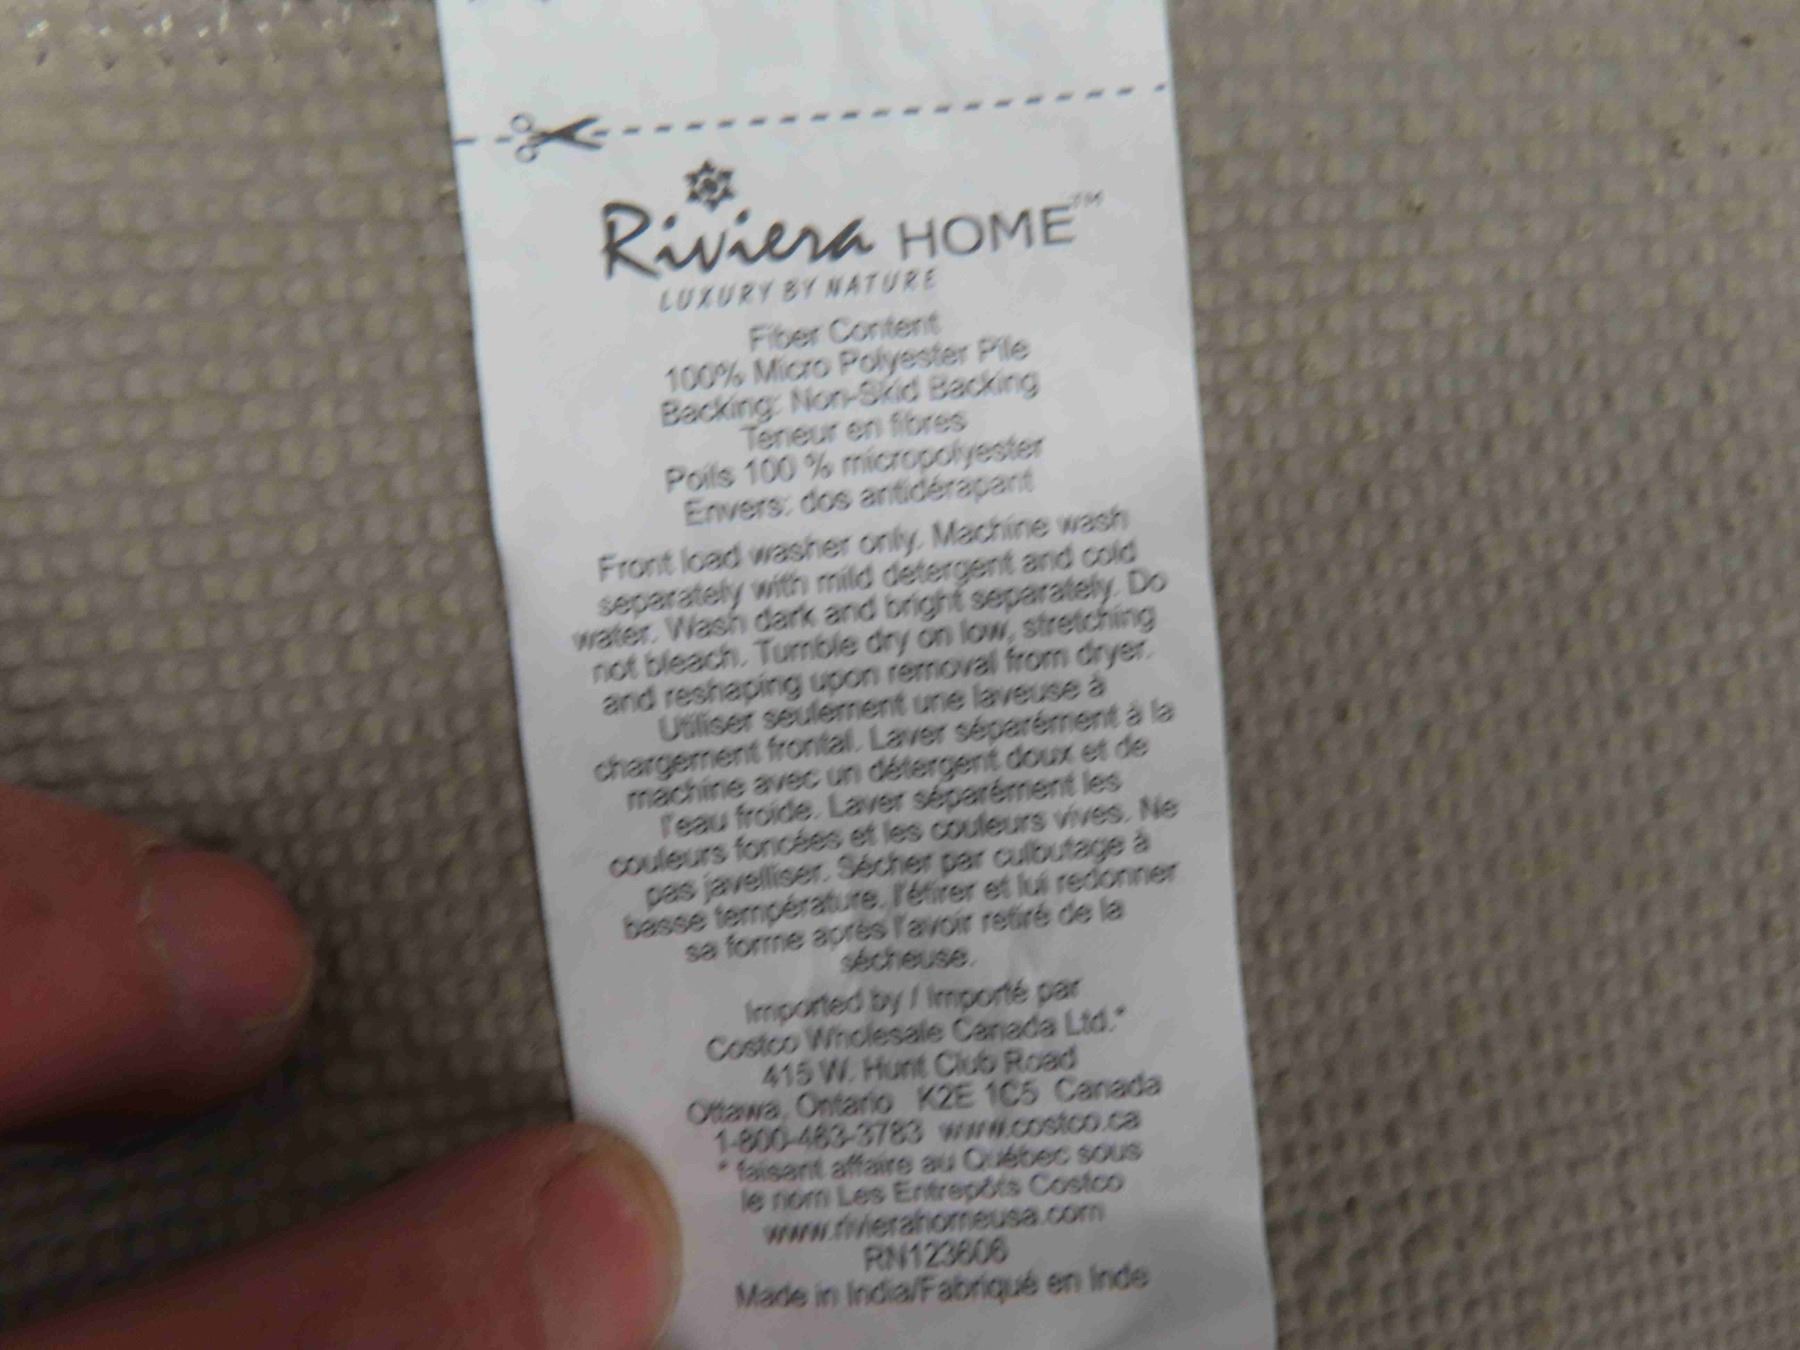 Riviera HOME™
LUXURY BY NATURE
Fiber Content
100% Micro Polyester Pile
Backing: Non-Skid Backing
Teneur en fibres
Poils 100 % micropolyester
Envers: dos antidérapant
Front load washer only. Machine wash
separately with mild detergent and cold
water. Wash dark and bright separately. Do
not bleach. Tumble dry on low, stretching
and reshaping upon removal from dryer.
Utiliser seulement une laveuse à
chargement frontal. Laver séparément à la
machine avec un détergent doux et de
l'eau froide. Laver séparément les
couleurs foncées et les couleurs vives. Ne
pas javelliser. Sécher par culbutage à
basse température, l'étirer et lui redonner
sa forme après l'avoir retiré de la
sécheuse.
Imported by / Importé par
Costco Wholesale Canada Ltd.*
415 W. Hunt Club Road
Ottawa, Ontario K2E 1C5 Canada
1-800-463-3783 www.costco.ca
* faisant affaire au Québec sous
le nom Les Entrepôts Costco
www.rivierahomeusa.com
RN123606
Made in India/Fabriqué en Inde